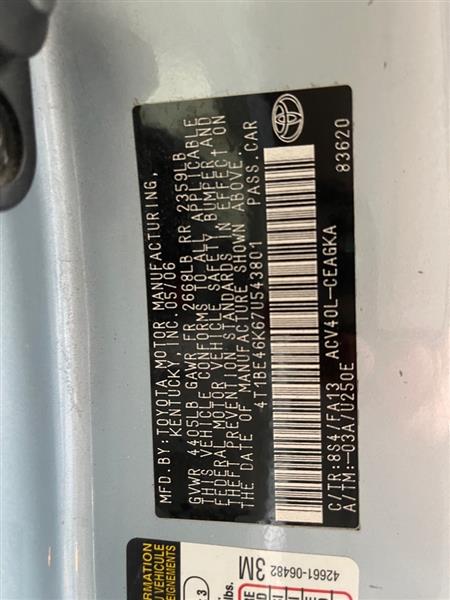 MFD.BY:TOYOTA MOTOR MANUFACTURING,
KENTUCKY, INC. 05/06
GVWR 4405LB GAWR FR 2668LB RR 2359LB
THIS VEHICLE CONFORMS TO ALL APPLICABLE
FEDERAL MOTOR VEHICLE SAFETY, BUMPER AND
THEFT PREVENTION STANDARDS IN EFFECT ON
THE DATE OF MANUFACTURE SHOWN ABOVE.
4T1BE46K67U543801 PASS.CAR
C/TR:8S4/FA13 ACV40L-CEAGKA
A/TM:-03A/U250E 83620
42661-06482
3M